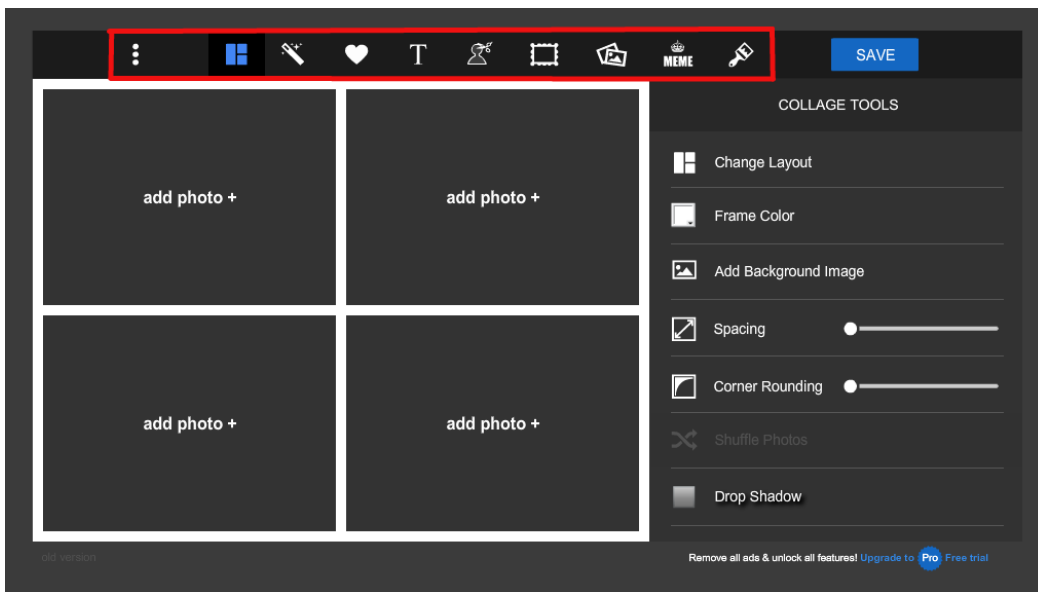 T
MEME
SAVE
COLLAGE TOOLS
add photo +
add photo +
add photo +
add photo +
Change Layout
Frame Color
Add Background Image
Spacing
Corner Rounding
Shuffle Photos
Drop Shadow
old version
Remove all ads & unlock all features! Upgrade to Pro Free trial